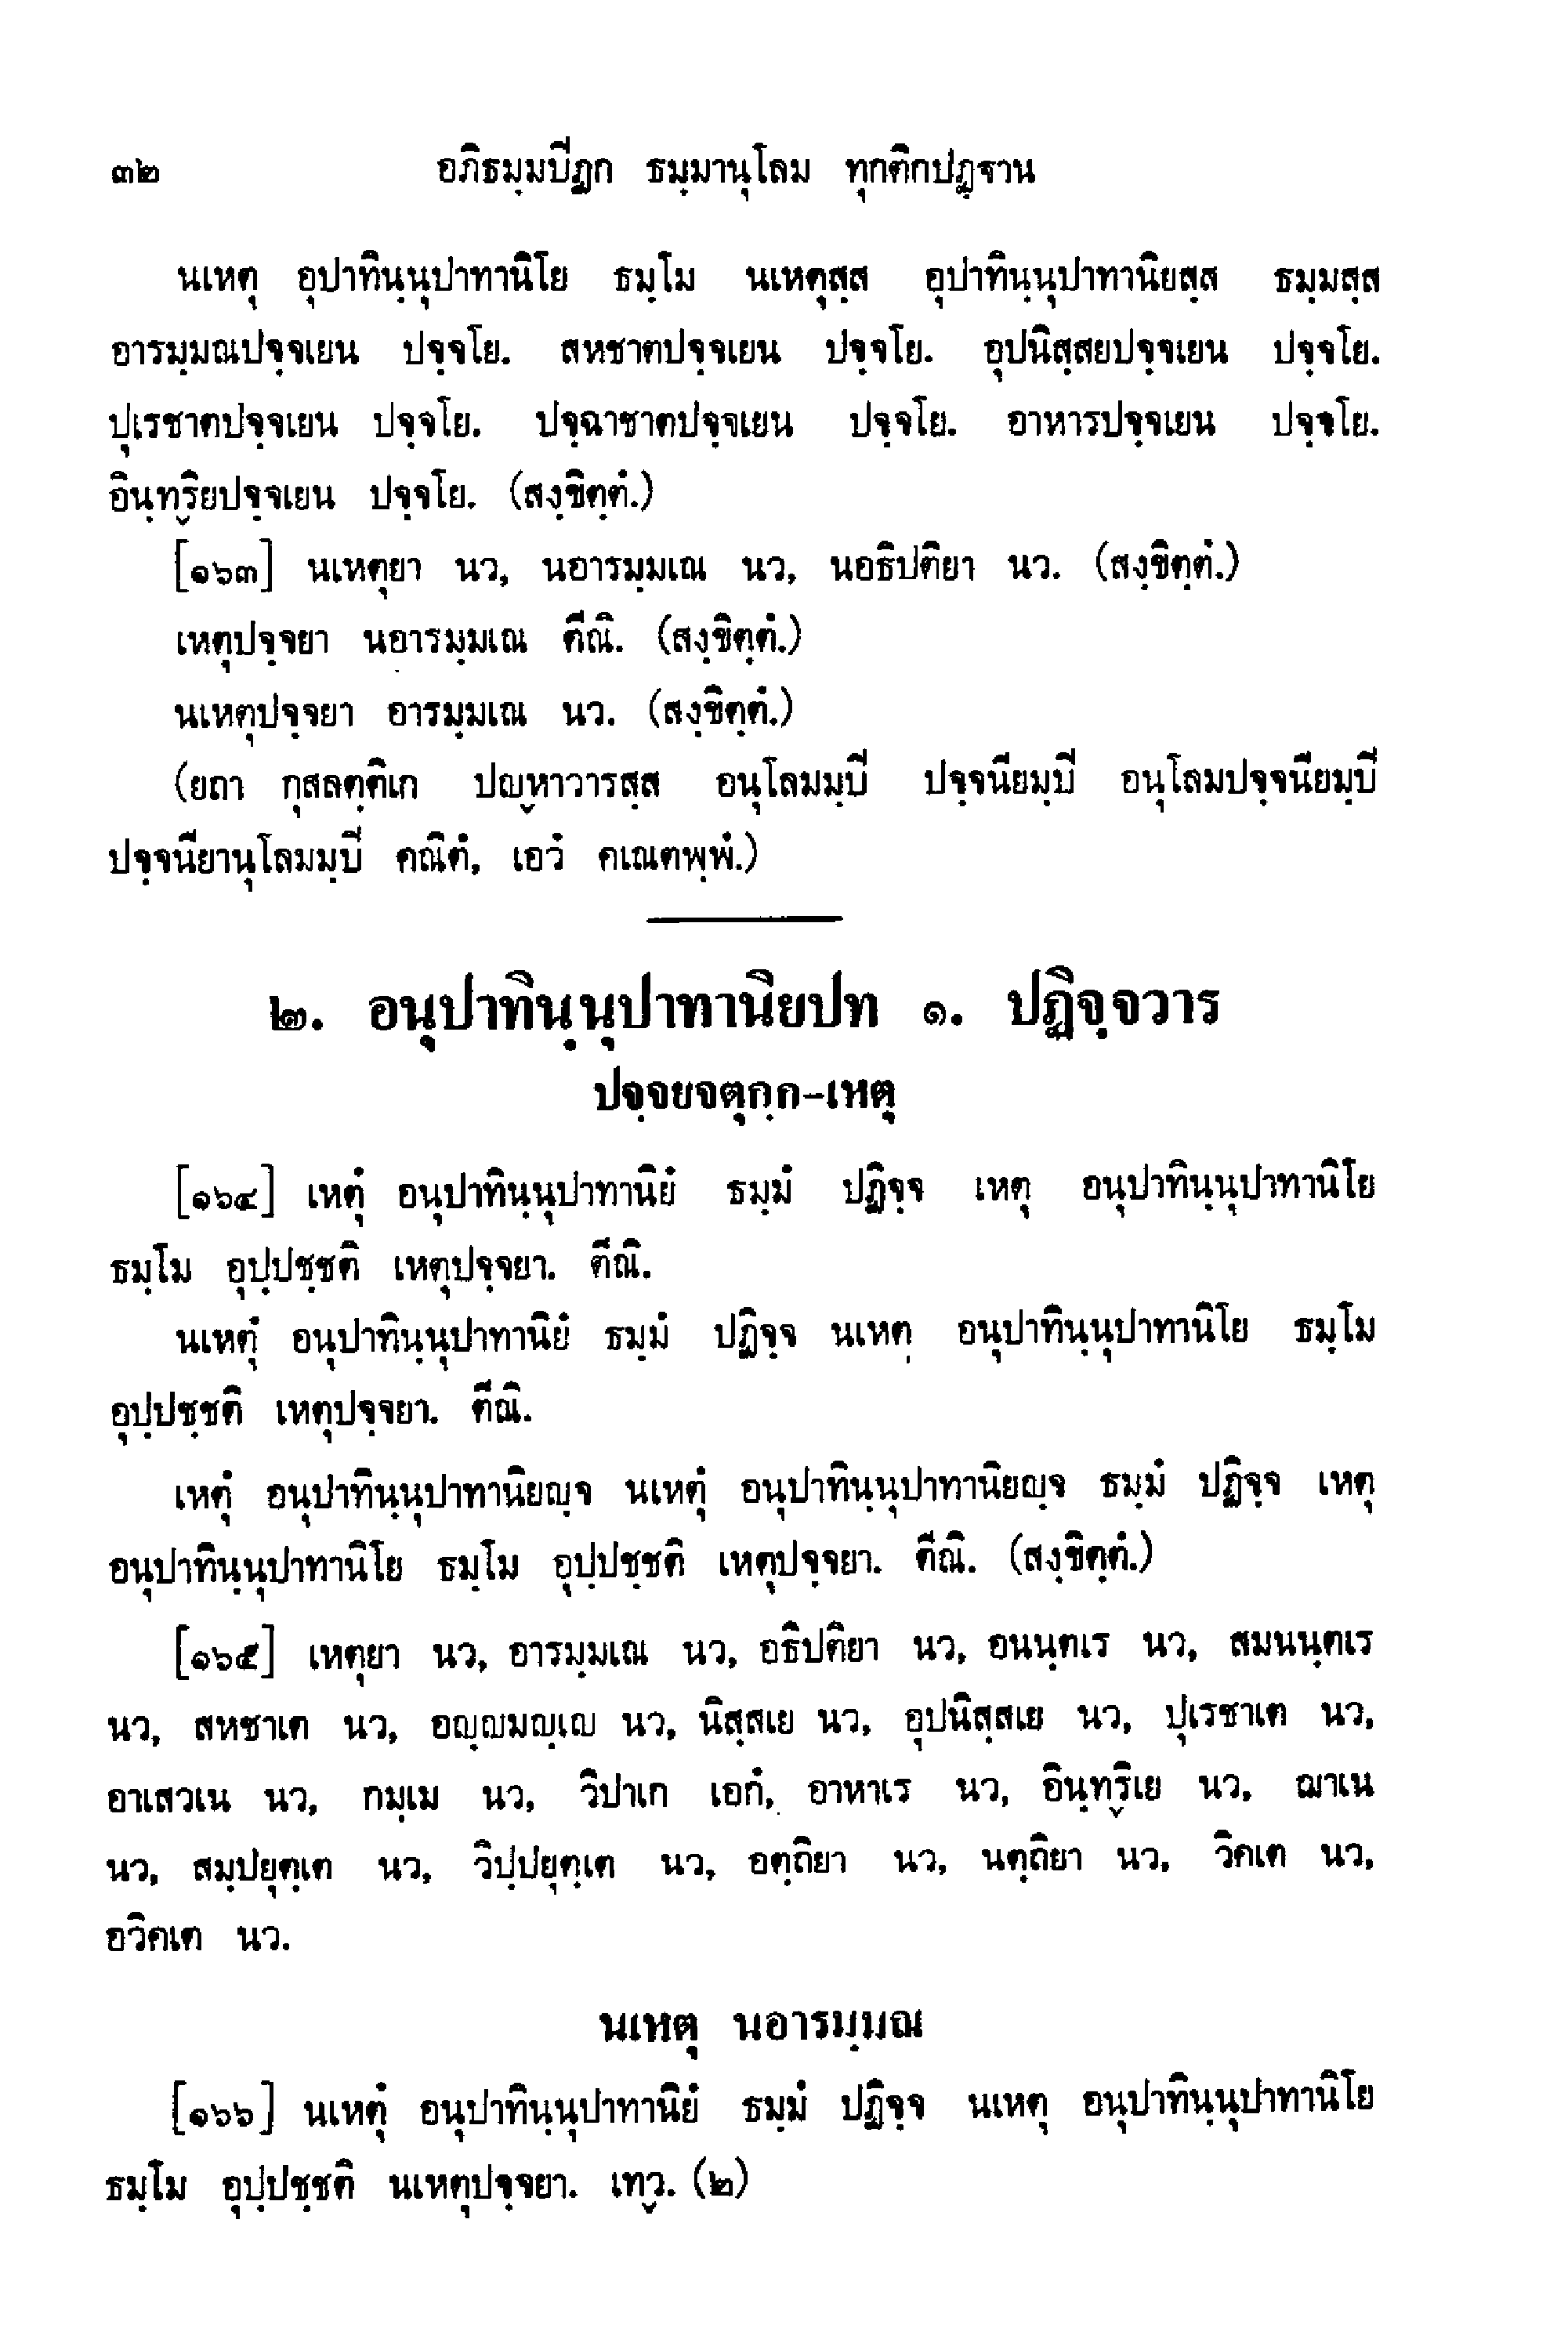 ๓๒ อภิธมฺมปิฏก ธมฺมานุโลม ทุกติกปฏฺฐาน
นเหตุ อุปาทินฺนุปาทานิโย ธมฺโม นเหตุสฺส อุปาทินฺนุปาทานิยสฺส ธมฺมสฺส
อารมฺมณปจฺจเยน ปจฺจโย. สหชาตปจฺจเยน ปจฺจโย. อุปนิสฺสยปจฺจเยน ปจฺจโย.
ปุเรชาตปจฺจเยน ปจฺจโย. ปจฺฉาชาตปจฺจเยน ปจฺจโย. อาหารปจฺจเยน ปจฺจโย.
อินฺทฺริยปจฺจเยน ปจฺจโย. (สงฺขิตฺตํ.)
[๑๖๓] นเหตุยา นว, นอารมฺมเณ นว, นอธิปติยา นว. (สงฺขิตฺตํ.)
เหตุปจฺจยา นอารมฺมเณ ตีณิ. (สงฺขิตฺตํ.)
นเหตุปจฺจยา อารมฺมเณ นว. (สงฺขิตฺตํ.)
(ยถา กุสลตฺติเก ปญฺหาวารสฺส อนุโลมมฺปิ ปจฺจนียมฺปิ อนุโลมปจฺจนียมฺปิ
ปจฺจนียานุโลมมฺปิ คณิตํ, เอวํ คเณตพฺพํ.)
๒. อนุปาทินฺนุปาทานิยปท ๑. ปฏิจฺจวาร
ปจฺจยจตุกฺก-เหตุ
[๑๖๔] เหตุํ อนุปาทินฺนุปาทานิยํ ธมฺมํ ปฏิจฺจ เหตุ อนุปาทินฺนุปาทานิโย
ธมฺโม อุปฺปชฺชติ เหตุปจฺจยา. ตีณิ.
นเหตุํ อนุปาทินฺนุปาทานิยํ ธมฺมํ ปฏิจฺจ นเหตุ อนุปาทินฺนุปาทานิโย ธมฺโม
อุปฺปชฺชติ เหตุปจฺจยา. ตีณิ.
เหตุํ อนุปาทินฺนุปาทานิยญฺจ นเหตุํ อนุปาทินฺนุปาทานิยญฺจ ธมฺมํ ปฏิจฺจ เหตุ
อนุปาทินฺนุปาทานิโย ธมฺโม อุปฺปชฺชติ เหตุปจฺจยา. ตีณิ. (สงฺขิตฺตํ.)
[๑๖๕] เหตุยา นว, อารมฺมเณ นว, อธิปติยา นว, อนนฺตเร นว, สมนนฺตเร
นว, สหชาเต นว, อญฺญมญฺเญ นว, นิสฺสเย นว, อุปนิสฺสเย นว, ปุเรชาเต นว,
อาเสวเน นว, กมฺเม นว, วิปาเก เอกํ, อาหาเร นว, อินฺทฺริเย นว, ฌาเน
นว, สมฺปยุตฺเต นว, วิปฺปยุตฺเต นว, อตฺถิยา นว, นตฺถิยา นว, วิคเต นว,
อวิคเต นว.
นเหตุ นอารมฺมณ
[๑๖๖] นเหตุํ อนุปาทินฺนุปาทานิยํ ธมฺมํ ปฏิจฺจ นเหตุ อนุปาทินฺนุปาทานิโย
ธมฺโม อุปฺปชฺชติ นเหตุปจฺจยา. เทฺว. (๒)